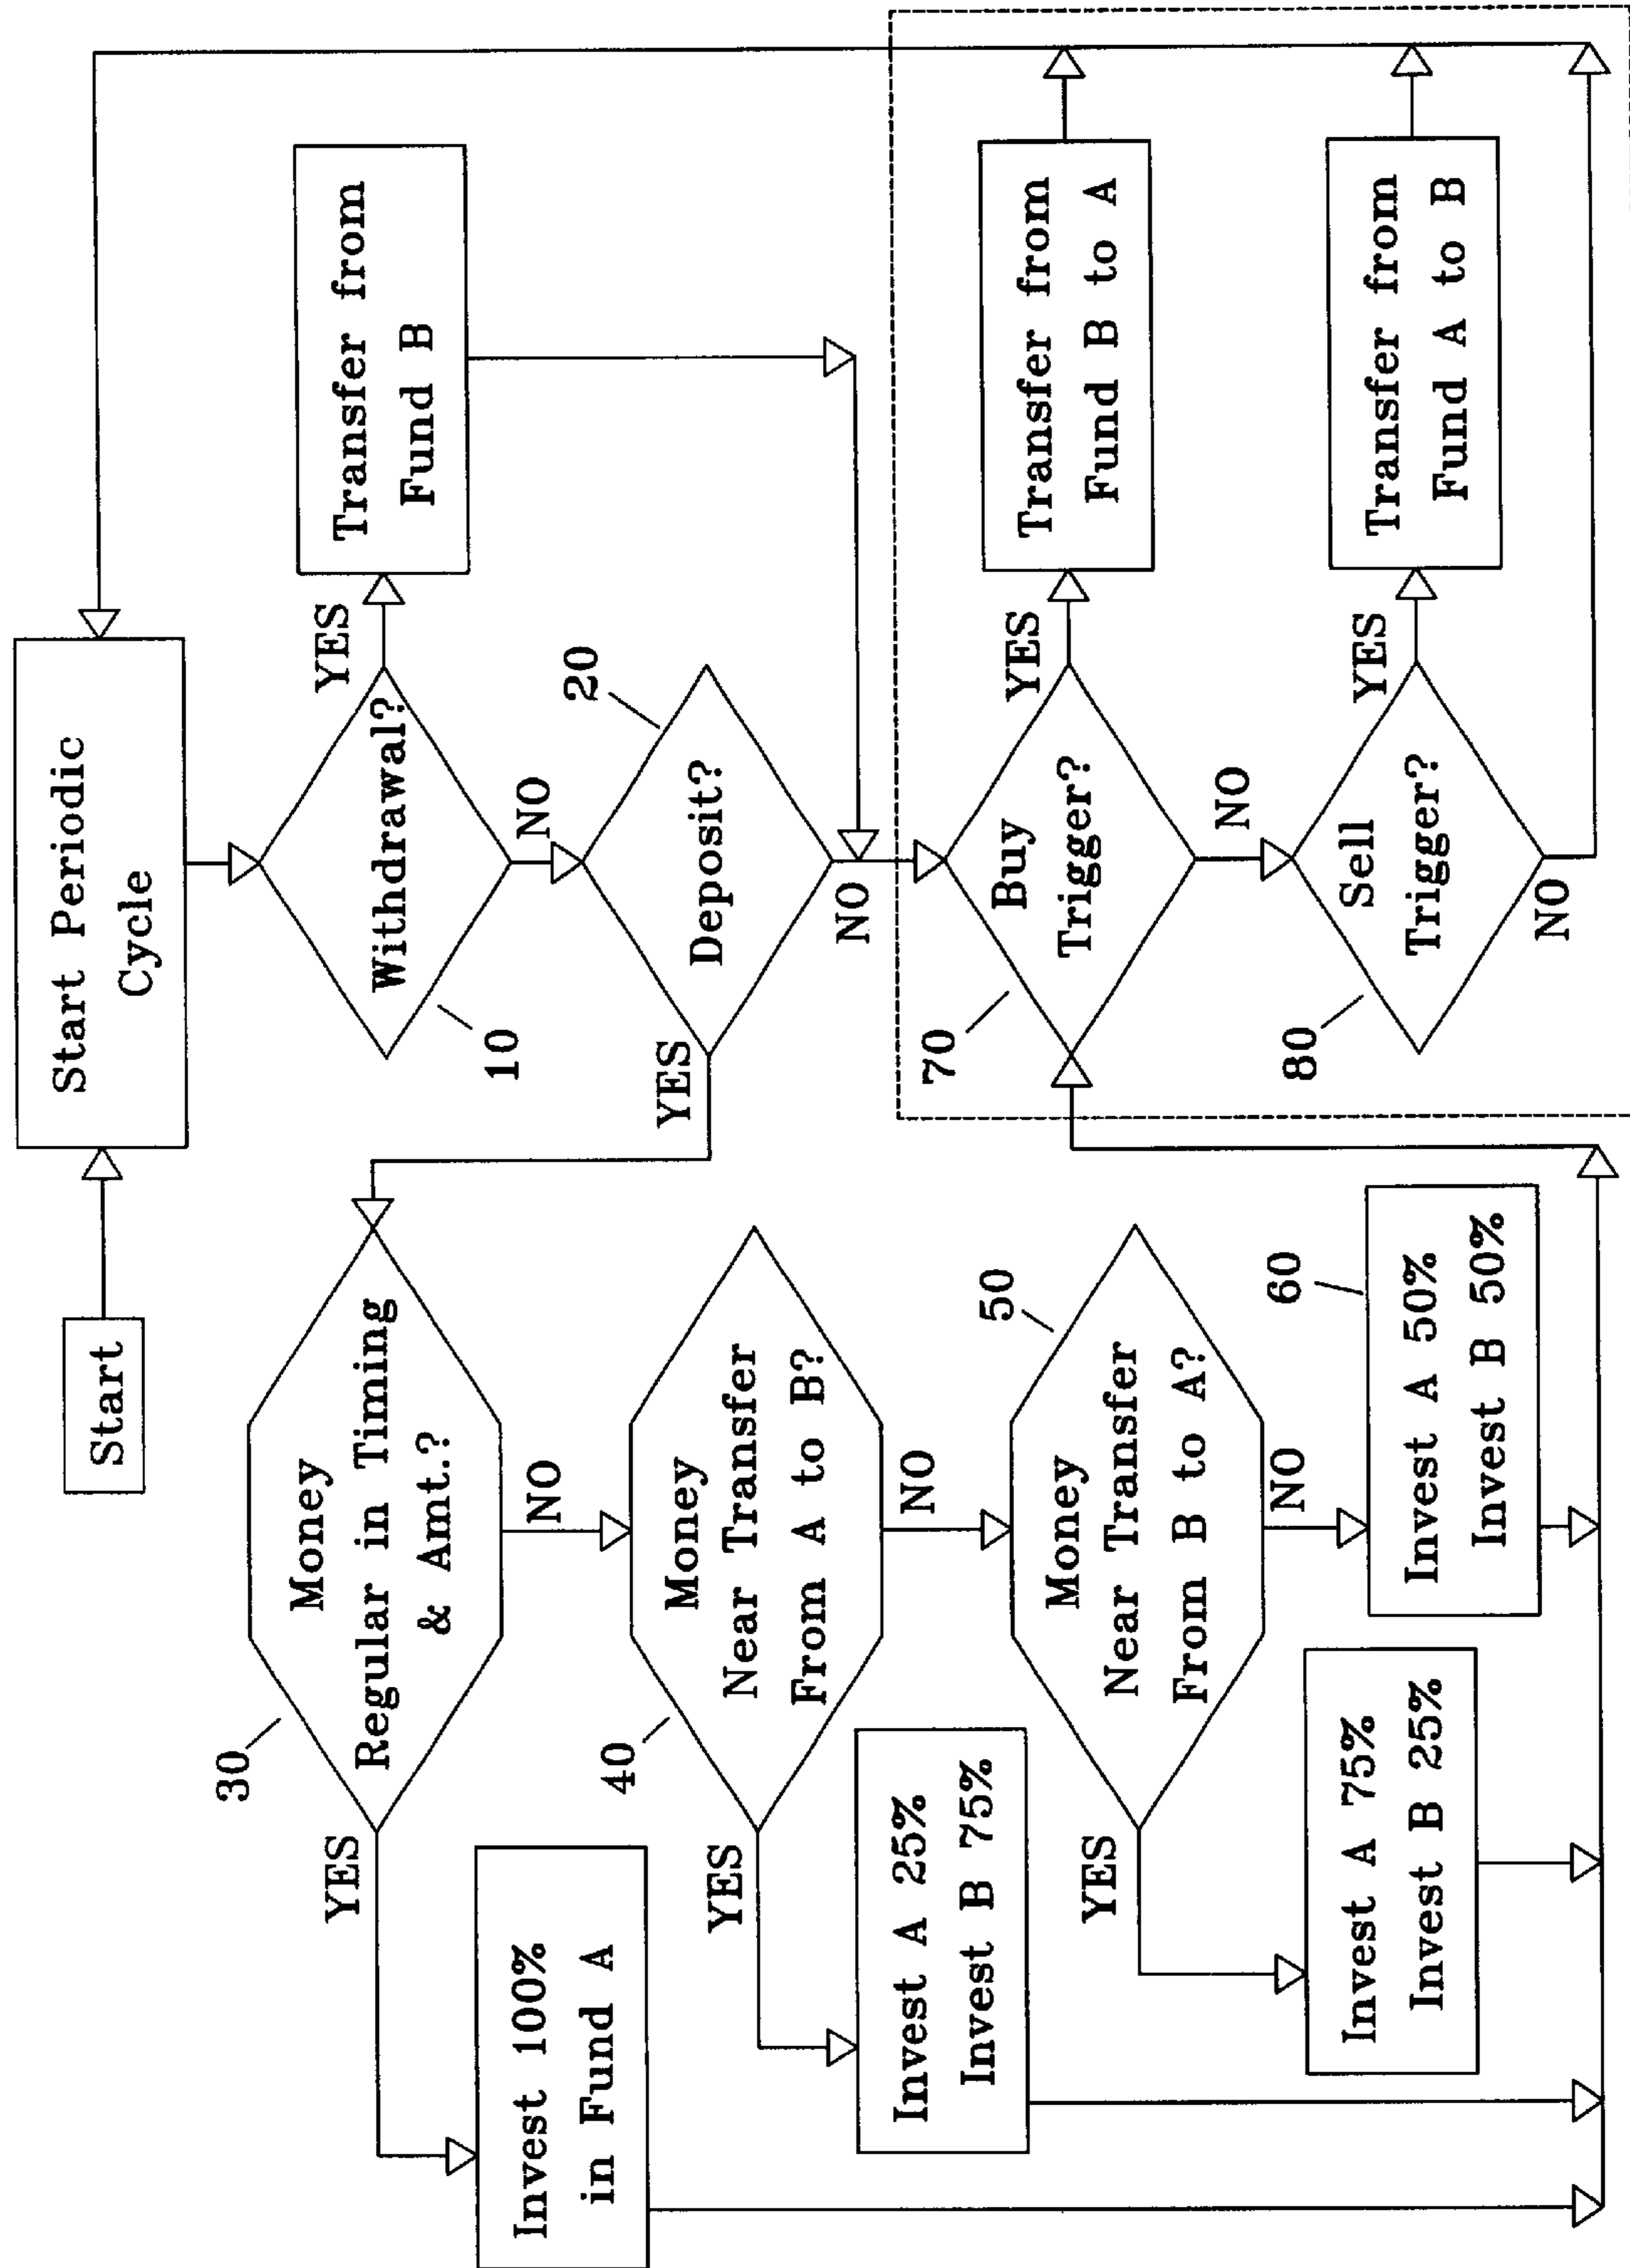 Start
Start Periodic
Cycle
Withdrawal?
10
YES
Transfer from
Fund B
NO
Deposit?
20
YES
NO
Money
Regular in Timing
& Amt.?
30
YES
Invest 100%
in Fund A
NO
Money
Near Transfer
From A to B?
40
YES
Invest A 25%
Invest B 75%
NO
Money
Near Transfer
From B to A?
50
YES
Invest A 75%
Invest B 25%
NO
60
Invest A 50%
Invest B 50%
Buy
Trigger?
70
YES
Transfer from
Fund B to A
NO
Sell
Trigger?
80
YES
Transfer from
Fund A to B
NO